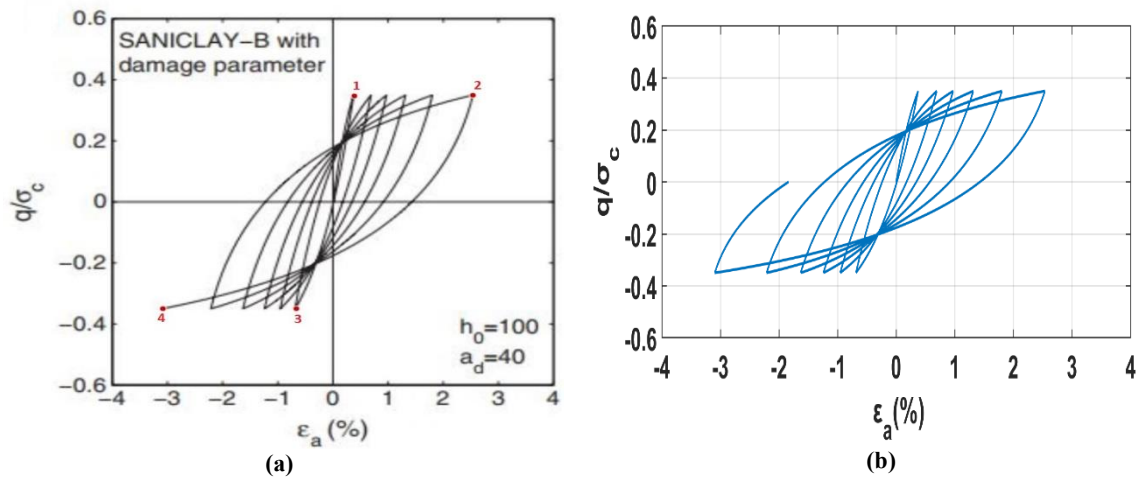 0.6
SANICLAY-B with
damage parameter
0.4
1
2
0.2
q/σc
0
-0.2
3
4
-0.4
h0=100
ad=40
-0.6
-4 -3 -2 -1 0 1 2 3 4
εa (%)
(a)
0.6
0.4
0.2
q/σc
0
-0.2
-0.4
-0.6
-4 -3 -2 -1 0 1 2 3 4
εa(%)
(b)